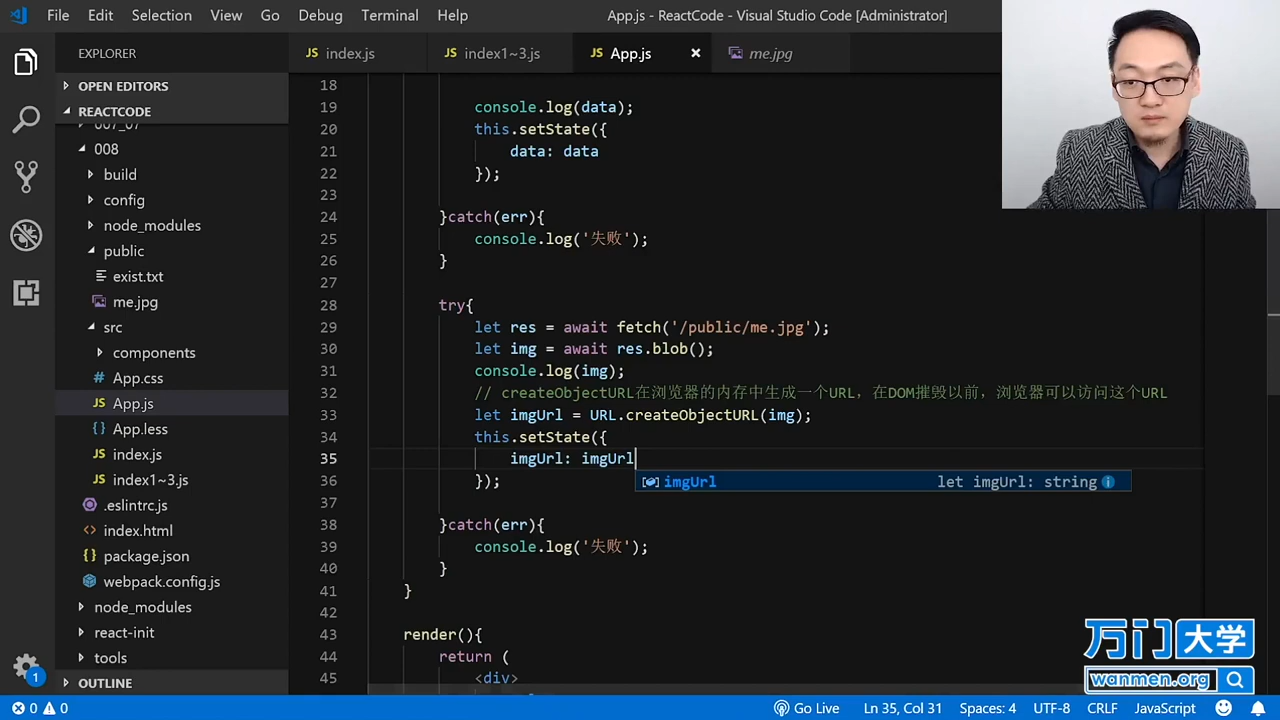 File Edit Selection View Go Debug Terminal Help
App.js - ReactCode - Visual Studio Code [Administrator]
EXPLORER
OPEN EDITORS
REACTCODE
008
build
config
node_modules
public
exist.txt
me.jpg
src
components
App.css
App.js
App.less
index.js
index1~3.js
.eslintrc.js
index.html
package.json
webpack.config.js
node_modules
react-init
tools
OUTLINE
index.js
index1~3.js
App.js
me.jpg
18
19 console.log(data);
20 this.setState({
21 data: data
22 });
23
24 }catch(err){
25 console.log('失败');
26 }
27
28 try{
29 let res = await fetch('/public/me.jpg');
30 let img = await res.blob();
31 console.log(img);
32 // createObjectURL在浏览器的内存中生成一个URL，在DOM摧毁以前，浏览器可以访问这个URL
33 let imgUrl = URL.createObjectURL(img);
34 this.setState({
35 imgUrl: imgUrl
imgUrl let imgUrl: string
36 });
37
38 }catch(err){
39 console.log('失败');
40 }
41 }
42
43 render(){
44 return (
45 <div>
万门大学
wanmen.org
1
0 0
Go Live
Ln 35, Col 31
Spaces: 4
UTF-8
CRLF
JavaScript